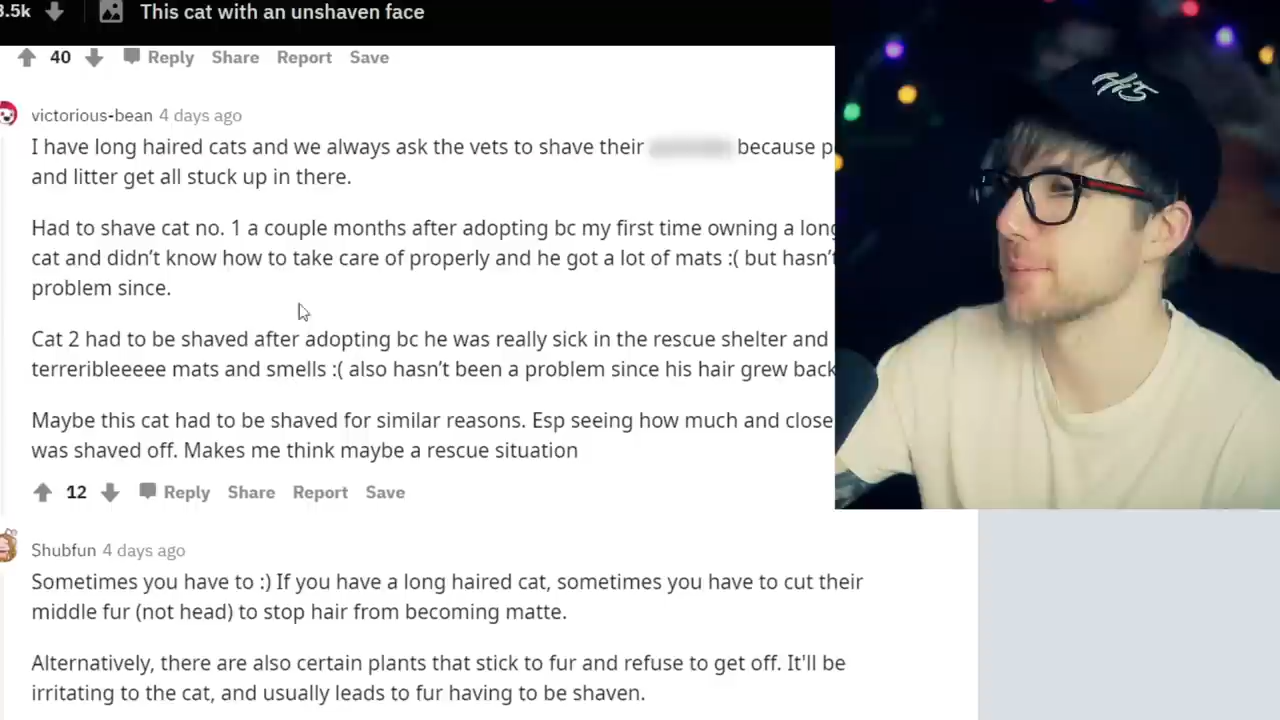 3.5k This cat with an unshaven face
40 Reply Share Report Save
victorious-bean 4 days ago
I have long haired cats and we always ask the vets to shave their because
and litter get all stuck up in there.
Had to shave cat no. 1 a couple months after adopting bc my first time owning a long
cat and didn't know how to take care of properly and he got a lot of mats :( but hasn't
problem since.
Cat 2 had to be shaved after adopting bc he was really sick in the rescue shelter and
terreribleeeee mats and smells :( also hasn't been a problem since his hair grew back
Maybe this cat had to be shaved for similar reasons. Esp seeing how much and close
was shaved off. Makes me think maybe a rescue situation
12 Reply Share Report Save
Shubfun 4 days ago
Sometimes you have to :) If you have a long haired cat, sometimes you have to cut their
middle fur (not head) to stop hair from becoming matte.
Alternatively, there are also certain plants that stick to fur and refuse to get off. It'll be
irritating to the cat, and usually leads to fur having to be shaven.